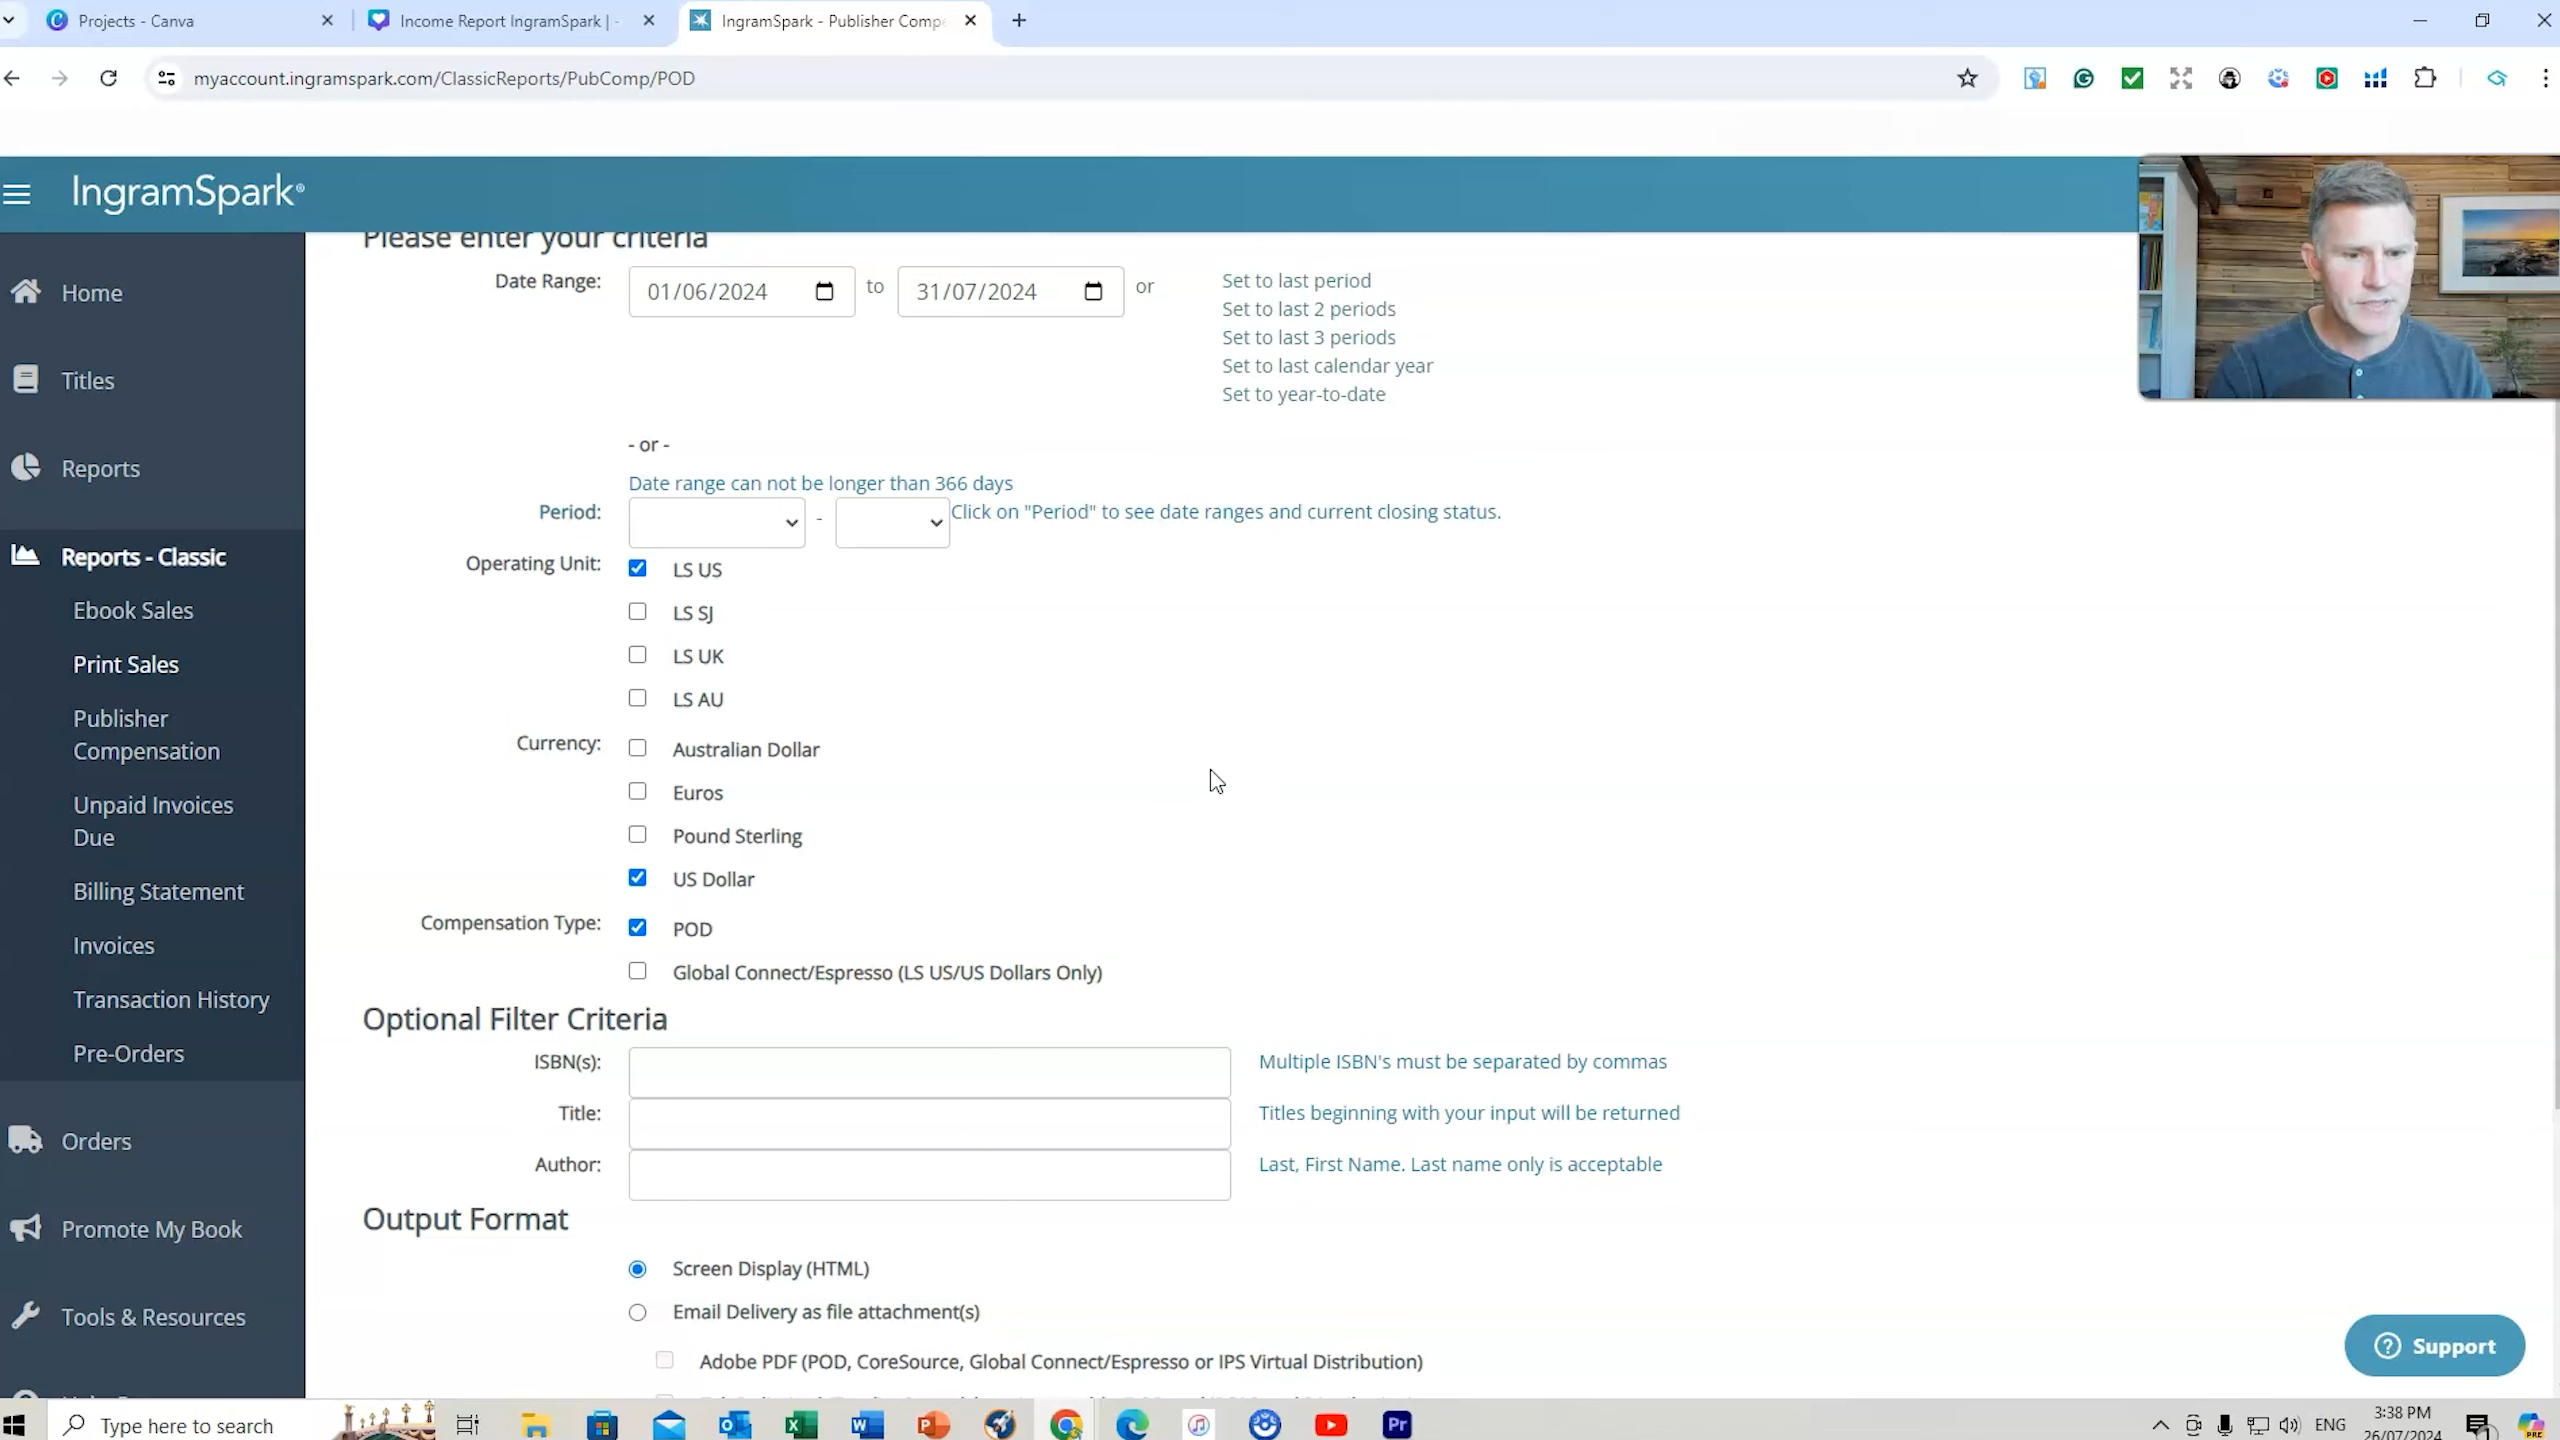 Projects - Canva
Income Report IngramSpark | -
IngramSpark - Publisher Comp
myaccount.ingramspark.com/ClassicReports/PubComp/POD
IngramSpark®
Home
Titles
Reports
Reports - Classic
Ebook Sales
Print Sales
Publisher
Compensation
Unpaid Invoices
Due
Billing Statement
Invoices
Transaction History
Pre-Orders
Orders
Promote My Book
Tools & Resources
Please enter your criteria
Date Range:
01/06/2024
to
31/07/2024
or
Set to last period
Set to last 2 periods
Set to last 3 periods
Set to last calendar year
Set to year-to-date
- or -
Date range can not be longer than 366 days
Period:
-
Click on "Period" to see date ranges and current closing status.
Operating Unit:
LS US
LS SJ
LS UK
LS AU
Currency:
Australian Dollar
Euros
Pound Sterling
US Dollar
Compensation Type:
POD
Global Connect/Espresso (LS US/US Dollars Only)
Optional Filter Criteria
ISBN(s):
Multiple ISBN's must be separated by commas
Title:
Titles beginning with your input will be returned
Author:
Last, First Name. Last name only is acceptable
Output Format
Screen Display (HTML)
Email Delivery as file attachment(s)
Adobe PDF (POD, CoreSource, Global Connect/Espresso or IPS Virtual Distribution)
Support
Type here to search
ENG
3:38 PM
26/07/2024